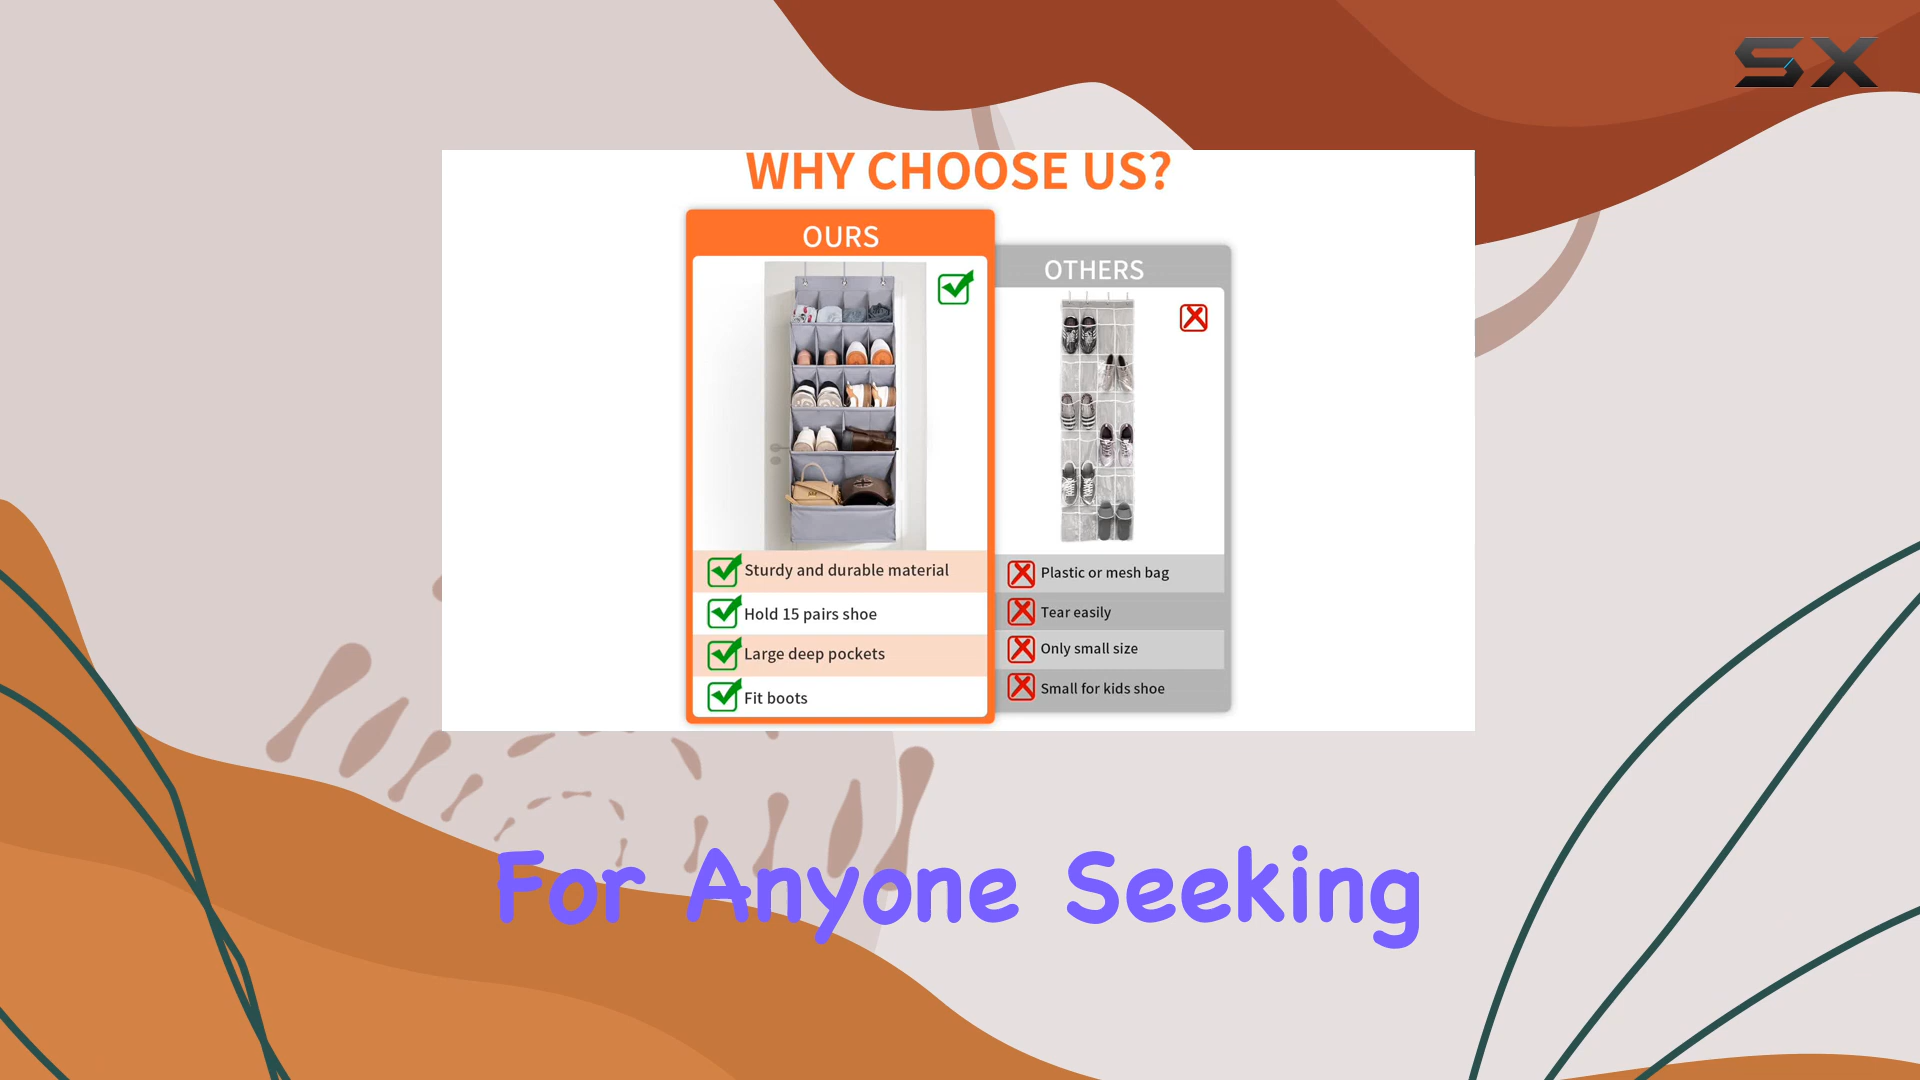 SX
WHY CHOOSE US?
OURS
OTHERS
Sturdy and durable material
Hold 15 pairs shoe
Large deep pockets
Fit boots
Plastic or mesh bag
Tear easily
Only small size
Small for kids shoe
For Anyone Seeking